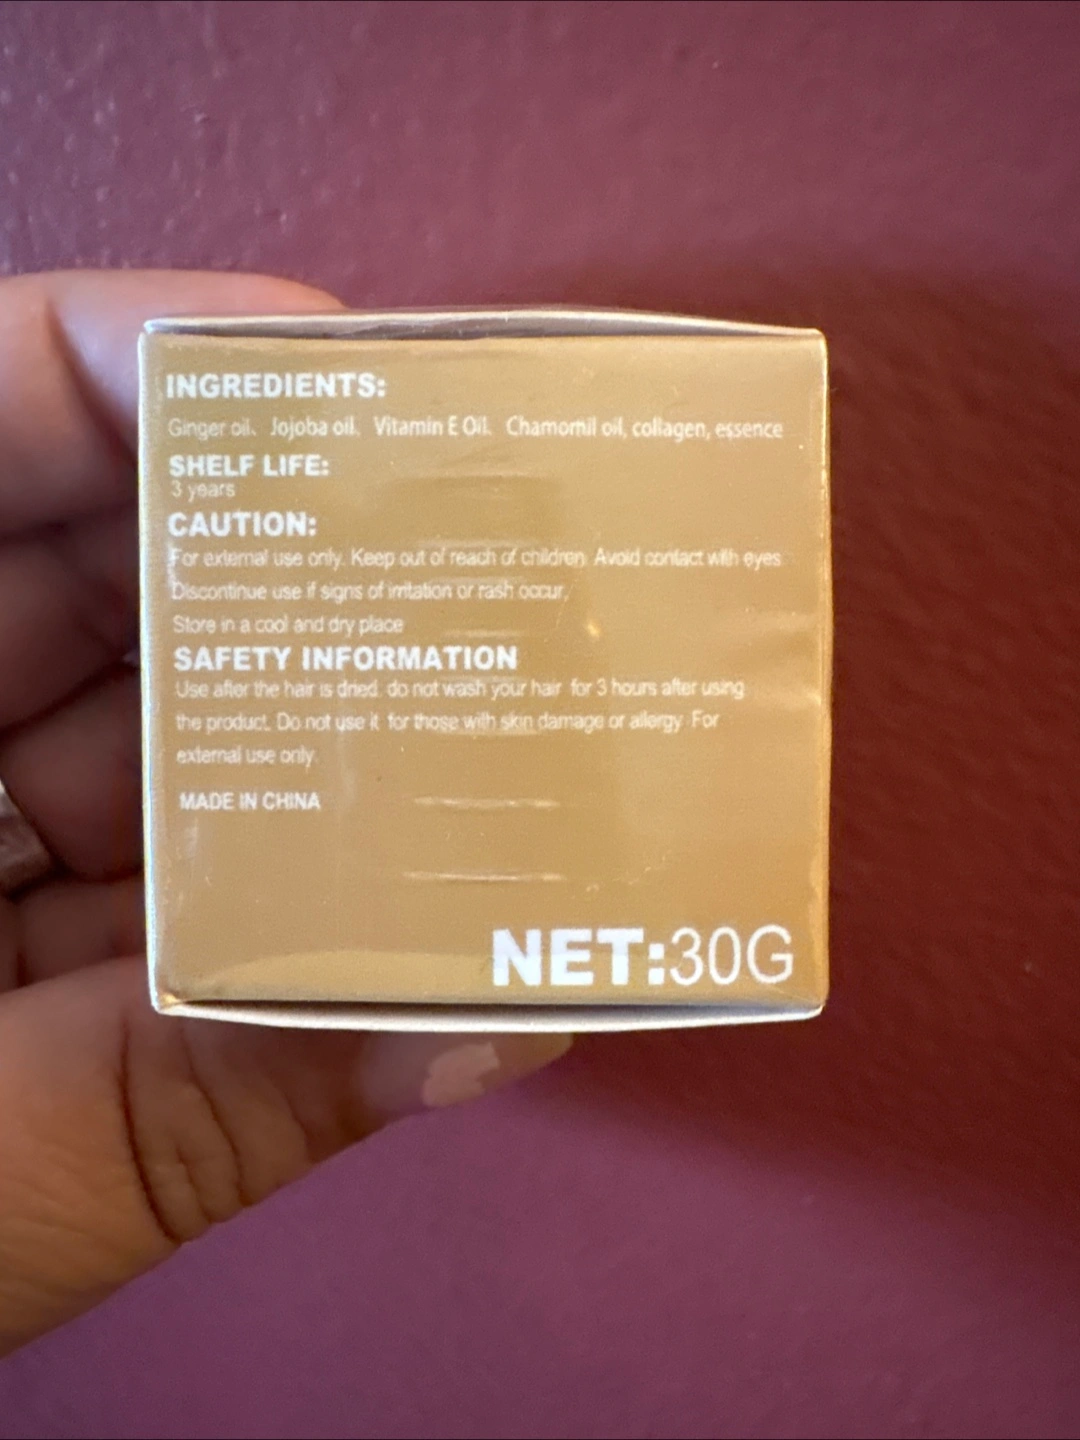 INGREDIENTS:
Ginger oil、 Jojoba oil、 Vitamin E Oil、 Chamomil oil, collagen, essence
SHELF LIFE:
3 years
CAUTION:
For external use only. Keep out of reach of children. Avoid contact with eyes.
Discontinue use if signs of irritation or rash occur,
Store in a cool and dry place
SAFETY INFORMATION
Use after the hair is dried. do not wash your hair for 3 hours after using
the product. Do not use it for those with skin damage or allergy. For
external use only.
MADE IN CHINA
NET:30G